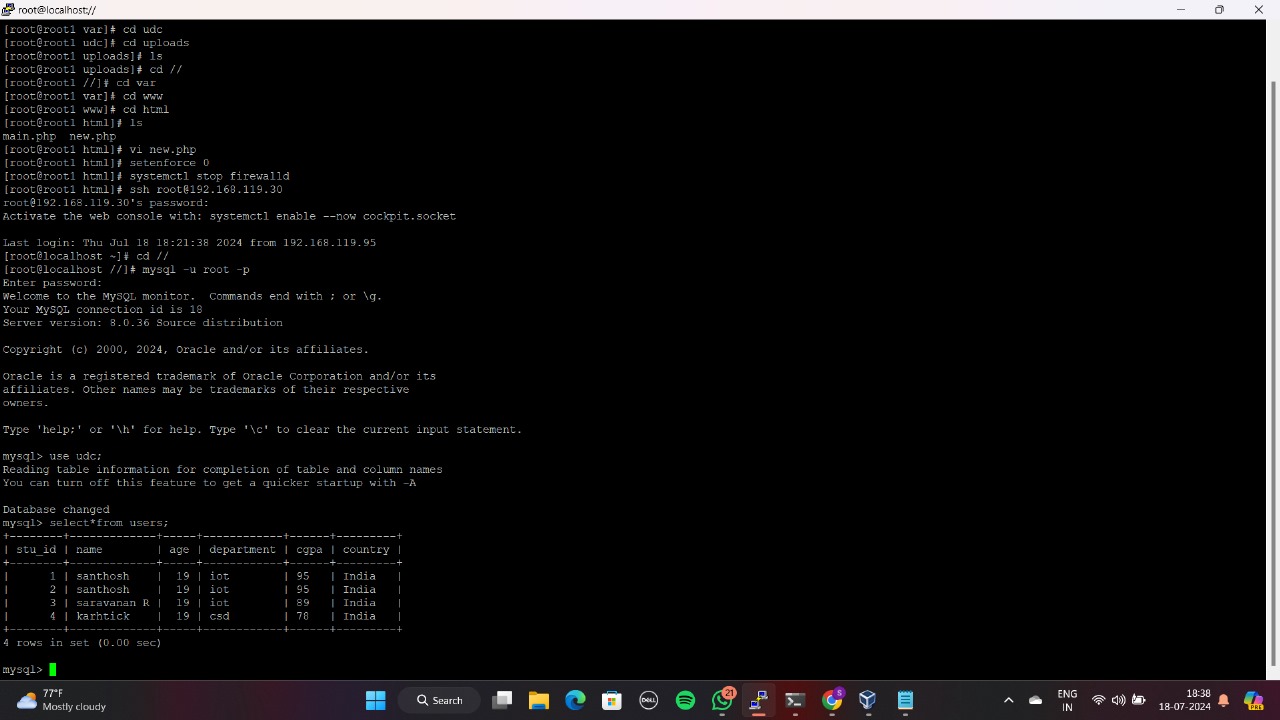 root@localhost://
[root@root1 var]# cd udc
[root@root1 udc]# cd uploads
[root@root1 uploads]# ls
[root@root1 uploads]# cd //
[root@root1 //]# cd var
[root@root1 var]# cd www
[root@root1 www]# cd html
[root@root1 html]# ls
main.php  new.php
[root@root1 html]# vi new.php
[root@root1 html]# setenforce 0
[root@root1 html]# systemctl stop firewalld
[root@root1 html]# ssh root@192.168.119.30
root@192.168.119.30's password:
Activate the web console with: systemctl enable --now cockpit.socket
Last login: Thu Jul 18 18:21:38 2024 from 192.168.119.95
[root@localhost ~]# cd //
[root@localhost //]# mysql -u root -p
Enter password:
Welcome to the MySQL monitor.  Commands end with ; or \g.
Your MySQL connection id is 18
Server version: 8.0.36 Source distribution
Copyright (c) 2000, 2024, Oracle and/or its affiliates.
Oracle is a registered trademark of Oracle Corporation and/or its
affiliates. Other names may be trademarks of their respective
owners.
Type 'help;' or '\h' for help. Type '\c' to clear the current input statement.
mysql> use udc;
Reading table information for completion of table and column names
You can turn off this feature to get a quicker startup with -A
Database changed
mysql> select*from users;
+--------+-------------+-----+------------+------+---------+
| stu_id | name        | age | department | cgpa | country |
+--------+-------------+-----+------------+------+---------+
|      1 | santhosh    |  19 | iot        | 95   | India   |
|      2 | santhosh    |  19 | iot        | 95   | India   |
|      3 | saravanan R |  19 | iot        | 89   | India   |
|      4 | karhtick    |  19 | csd        | 78   | India   |
+--------+-------------+-----+------------+------+---------+
4 rows in set (0.00 sec)
mysql>
77°F
Mostly cloudy
Search
DELL
21
S
ENG
IN
18:38
18-07-2024
PRE